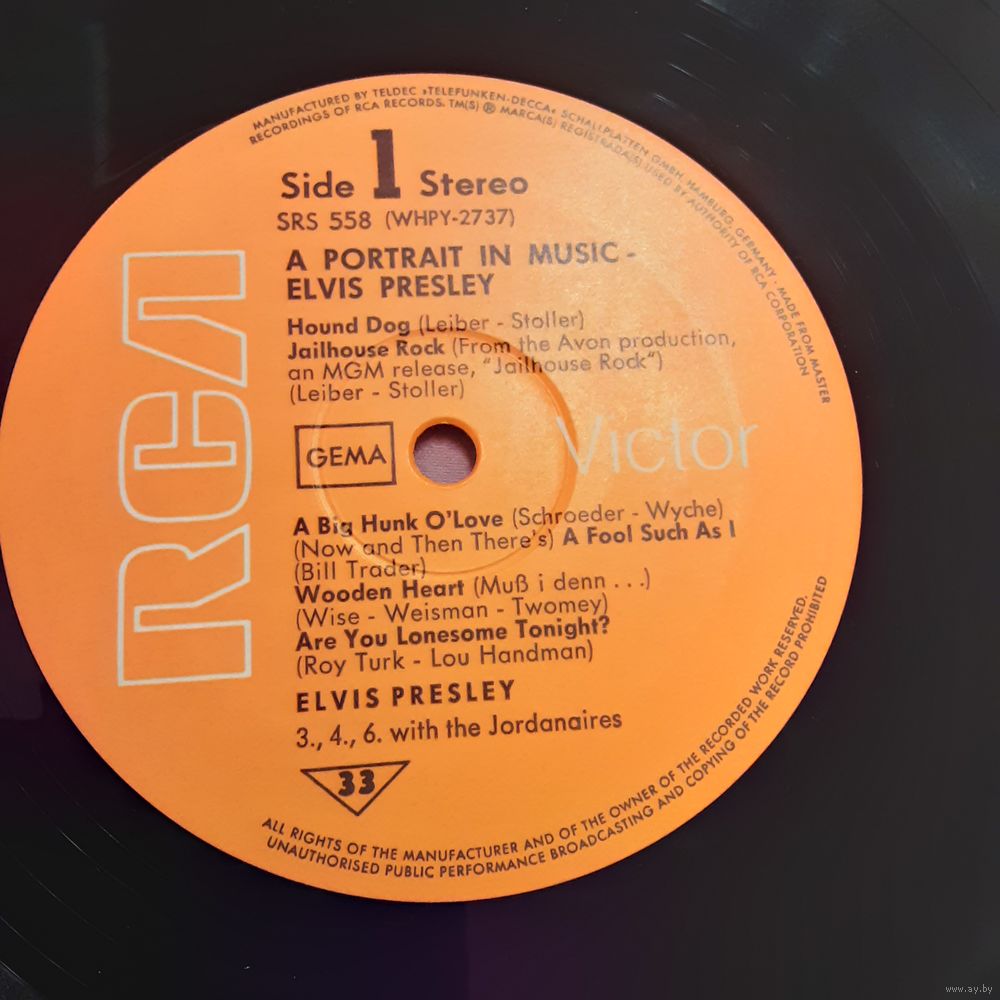 MANUFACTURED BY TELDEC »TELEFUNKEN-DECCA« SCHALLPLATTEN GMBH, HAMBURG, GERMANY · MADE FROM MASTER
RECORDINGS OF RCA RECORDS. TM(S) ® MARCA(S) REGISTRADA(S) USED BY AUTHORITY OF RCA CORPORATION
Side 1 Stereo
SRS 558 (WHPY-2737)
A PORTRAIT IN MUSIC -
ELVIS PRESLEY
Hound Dog (Leiber - Stoller)
Jailhouse Rock (From the Avon production,
an MGM release, "Jailhouse Rock")
(Leiber - Stoller)
RCA
GEMA
Victor
A Big Hunk O'Love (Schroeder - Wyche)
(Now and Then There's) A Fool Such As I
(Bill Trader)
Wooden Heart (Muß i denn . . .)
(Wise - Weisman - Twomey)
Are You Lonesome Tonight?
(Roy Turk - Lou Handman)
ELVIS PRESLEY
3., 4., 6. with the Jordanaires
33
ALL RIGHTS OF THE MANUFACTURER AND OF THE OWNER OF THE RECORDED WORK RESERVED.
UNAUTHORISED PUBLIC PERFORMANCE BROADCASTING AND COPYING OF THE RECORD PROHIBITED
www.ay.by